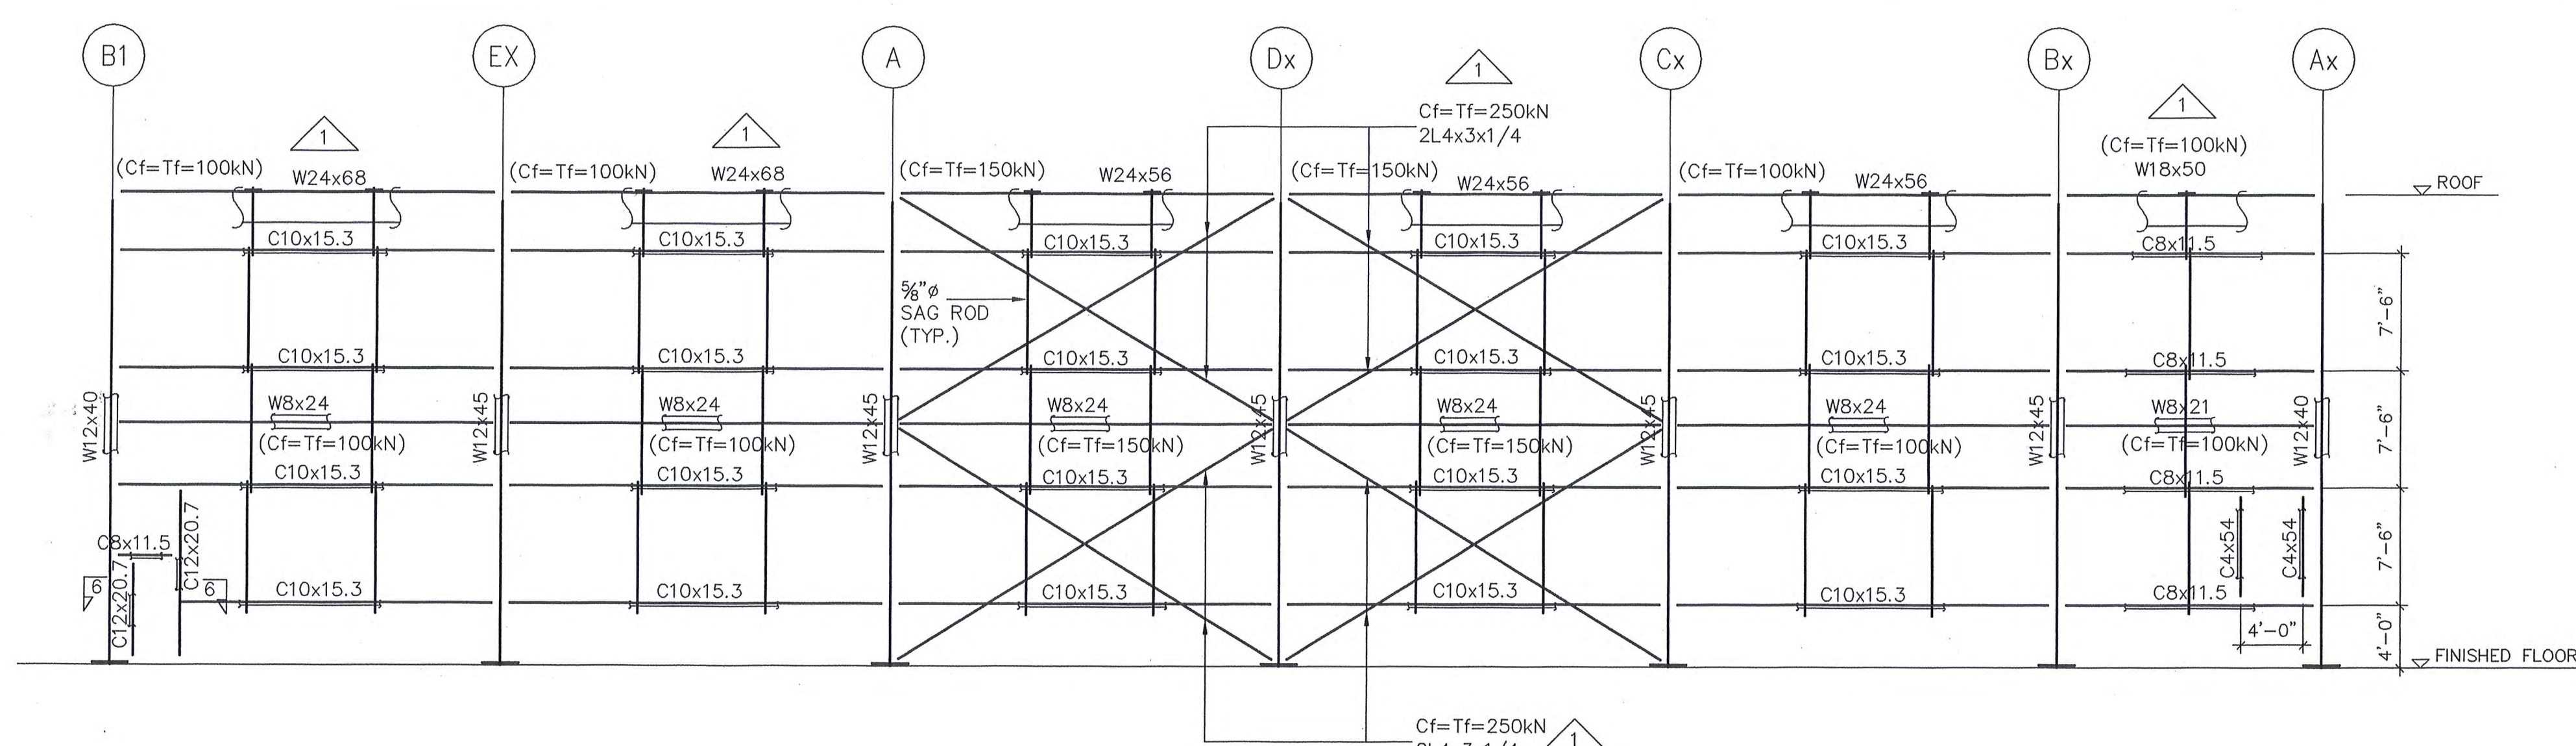 B1
EX
A
Dx
Cx
Bx
Ax
1
1
1
1
Cf=Tf=250kN
2L4x3x1/4
(Cf=Tf=100kN)
W24x68
(Cf=Tf=100kN)
W24x68
(Cf=Tf=150kN)
W24x56
(Cf=Tf=150kN)
W24x56
(Cf=Tf=100kN)
W24x56
(Cf=Tf=100kN)
W18x50
ROOF
C10x15.3
C10x15.3
C10x15.3
C10x15.3
C10x15.3
C8x11.5
5/8"ø
SAG ROD
(TYP.)
7'-6"
C10x15.3
C10x15.3
C10x15.3
C10x15.3
C10x15.3
C8x11.5
W12x40
W8x24
(Cf=Tf=100kN)
W12x45
W8x24
(Cf=Tf=100kN)
W12x45
W8x24
(Cf=Tf=150kN)
W12x45
W8x24
(Cf=Tf=150kN)
W12x45
W8x24
(Cf=Tf=100kN)
W12x45
W8x21
(Cf=Tf=100kN)
W12x40
7'-6"
C10x15.3
C10x15.3
C10x15.3
C10x15.3
C10x15.3
C8x11.5
C8x11.5
C12x20.7
C12x20.7
6
6
C4x54
C4x54
7'-6"
C10x15.3
C10x15.3
C10x15.3
C10x15.3
C10x15.3
C8x11.5
4'-0"
4'-0"
FINISHED FLOOR
Cf=Tf=250kN
1